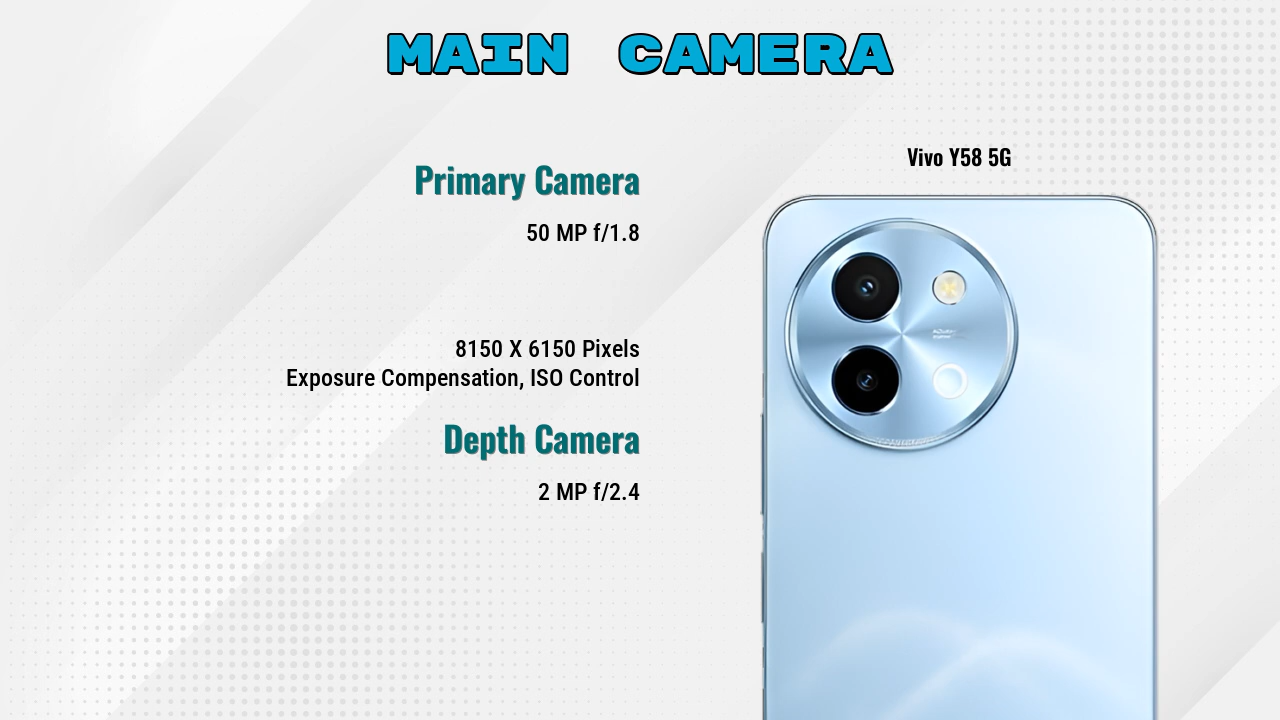 MAIN CAMERA
Vivo Y58 5G
Primary Camera
50 MP f/1.8
8150 X 6150 Pixels
Exposure Compensation, ISO Control
Depth Camera
2 MP f/2.4